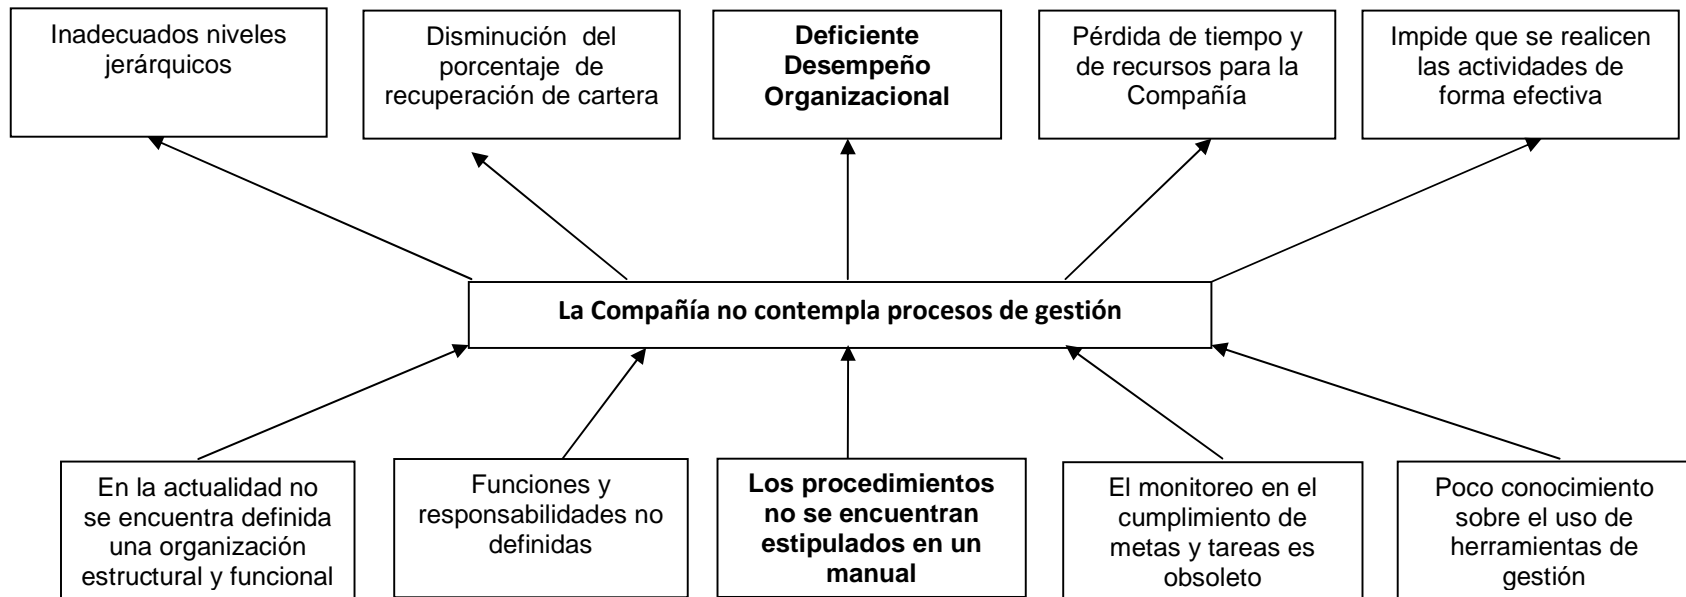 Inadecuados niveles
jerárquicos
Disminución del
porcentaje de
recuperación de cartera
Deficiente
Desempeño
Organizacional
Pérdida de tiempo y
de recursos para la
Compañía
Impide que se realicen
las actividades de
forma efectiva
La Compañía no contempla procesos de gestión
En la actualidad no
se encuentra definida
una organización
estructural y funcional
Funciones y
responsabilidades no
definidas
Los procedimientos
no se encuentran
estipulados en un
manual
El monitoreo en el
cumplimiento de
metas y tareas es
obsoleto
Poco conocimiento
sobre el uso de
herramientas de
gestión